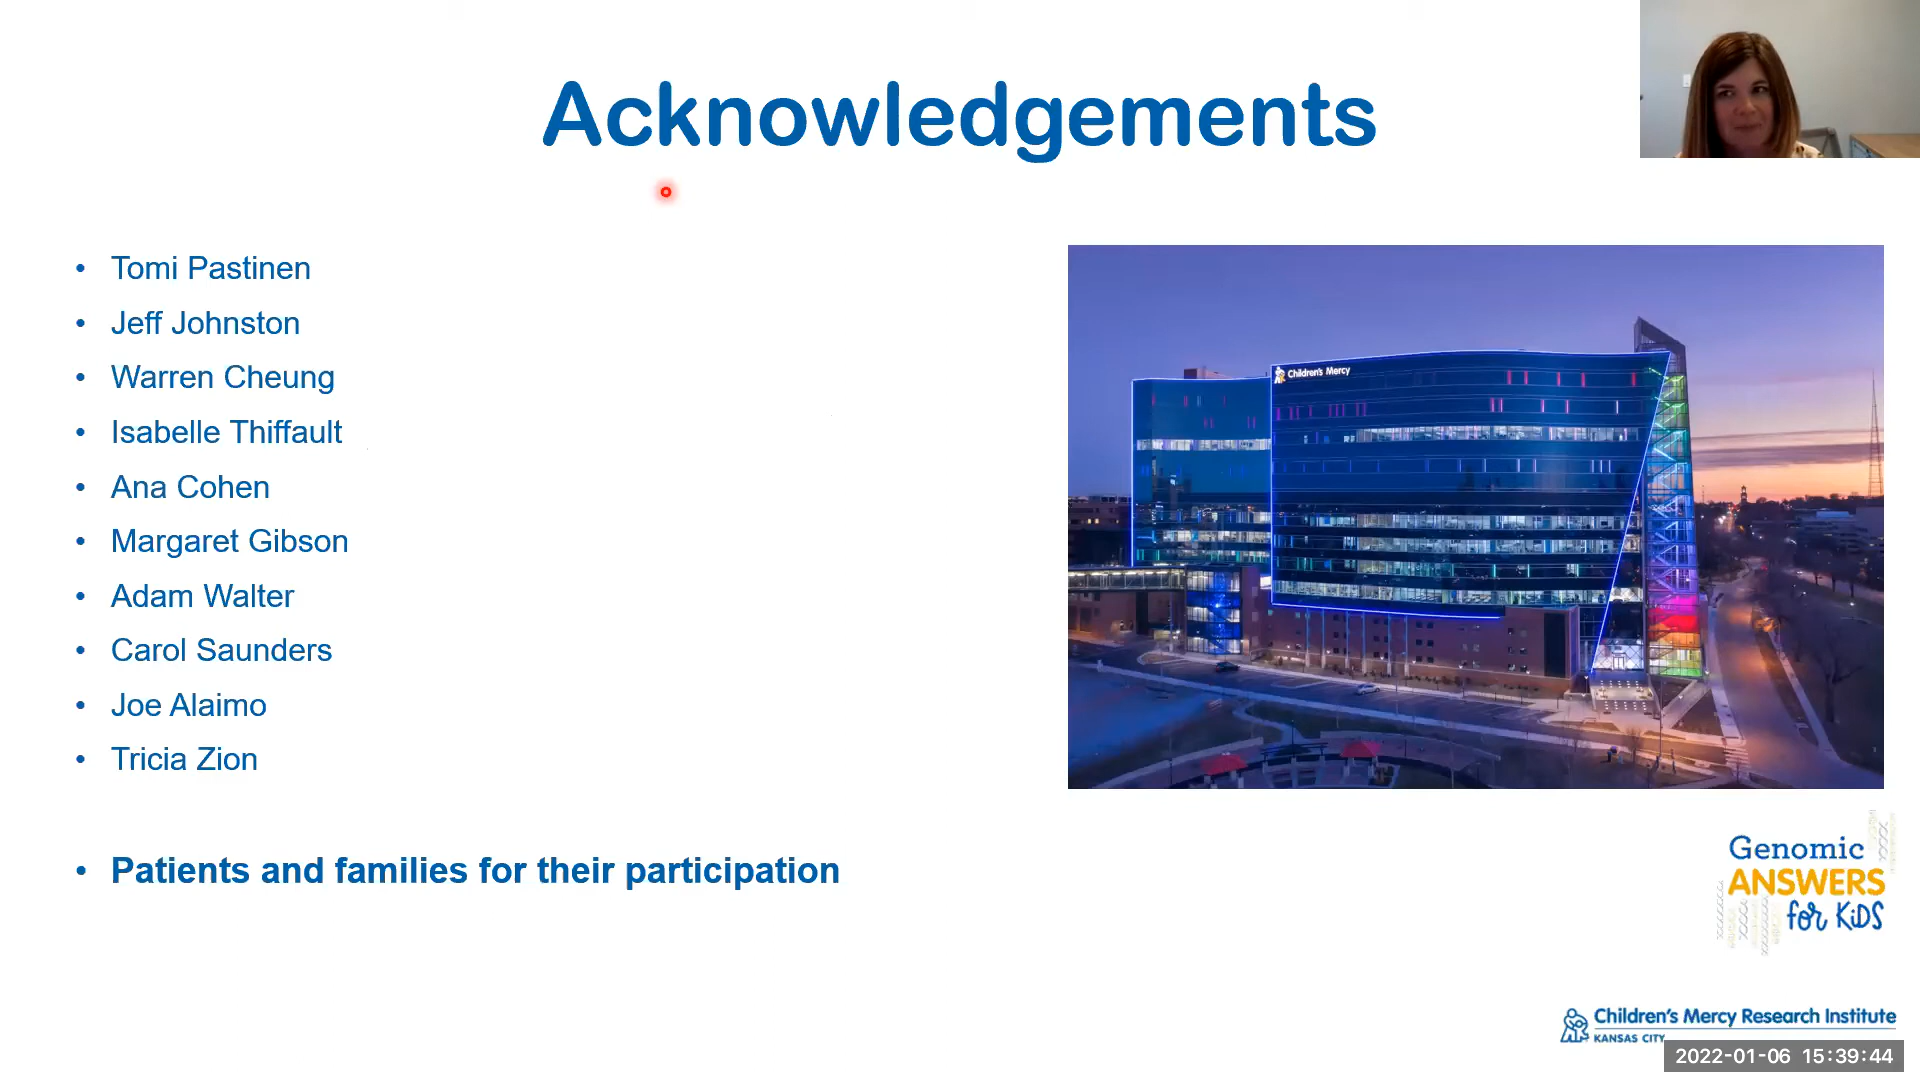 Acknowledgements
• Tomi Pastinen
• Jeff Johnston
• Warren Cheung
• Isabelle Thiffault
• Ana Cohen
• Margaret Gibson
• Adam Walter
• Carol Saunders
• Joe Alaimo
• Tricia Zion
• Patients and families for their participation
Children's Mercy
Genomic
ANSWERS
for KiDS
Children's Mercy Research Institute
KANSAS CITY
2022-01-06 15:39:44